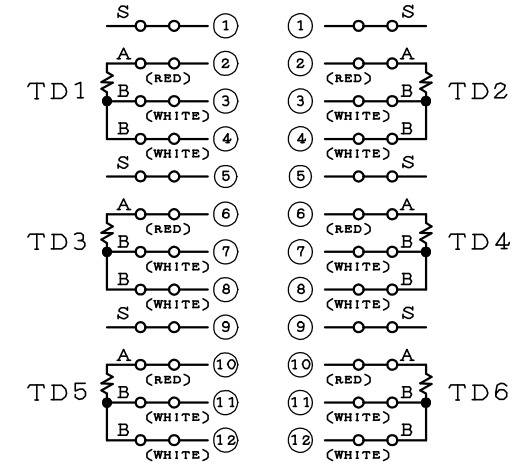 S 1 1 S
A 2 2 A
(RED) (RED)
TD1 B 3 3 B TD2
(WHITE) (WHITE)
B 4 4 B
(WHITE) (WHITE)
S 5 5 S
A 6 6 A
(RED) (RED)
TD3 B 7 7 B TD4
(WHITE) (WHITE)
B 8 8 B
(WHITE) (WHITE)
S 9 9 S
A 10 10 A
(RED) (RED)
TD5 B 11 11 B TD6
(WHITE) (WHITE)
B 12 12 B
(WHITE) (WHITE)